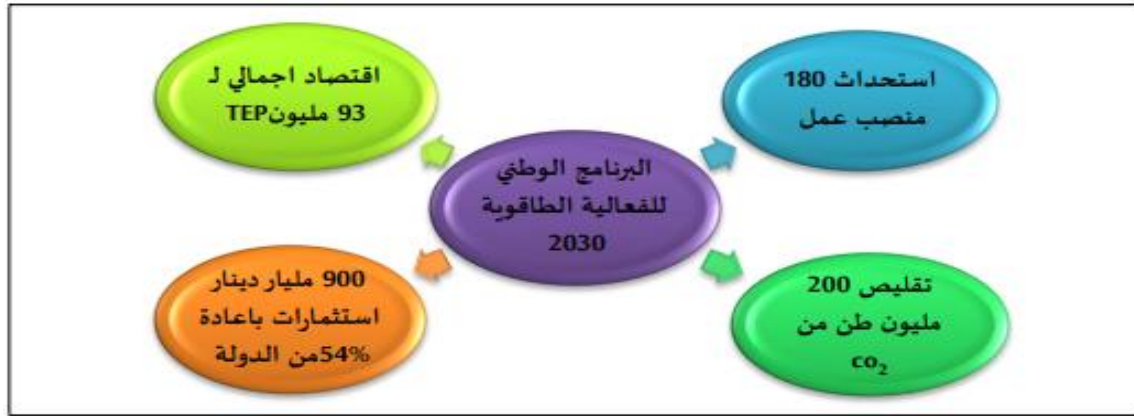 استحداث 180
منصب عمل
اقتصاد اجمالي لـ
93 مليونTEP
البرنامج الوطني
للفعالية الطاقوية
2030
تقليص 200
مليون طن من
co₂
900 مليار دينار
استثمارات باعادة
54%من الدولة